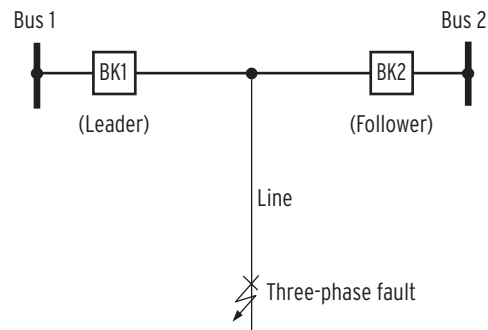 Bus 1
Bus 2
BK1
BK2
(Leader)
(Follower)
Line
Three-phase fault